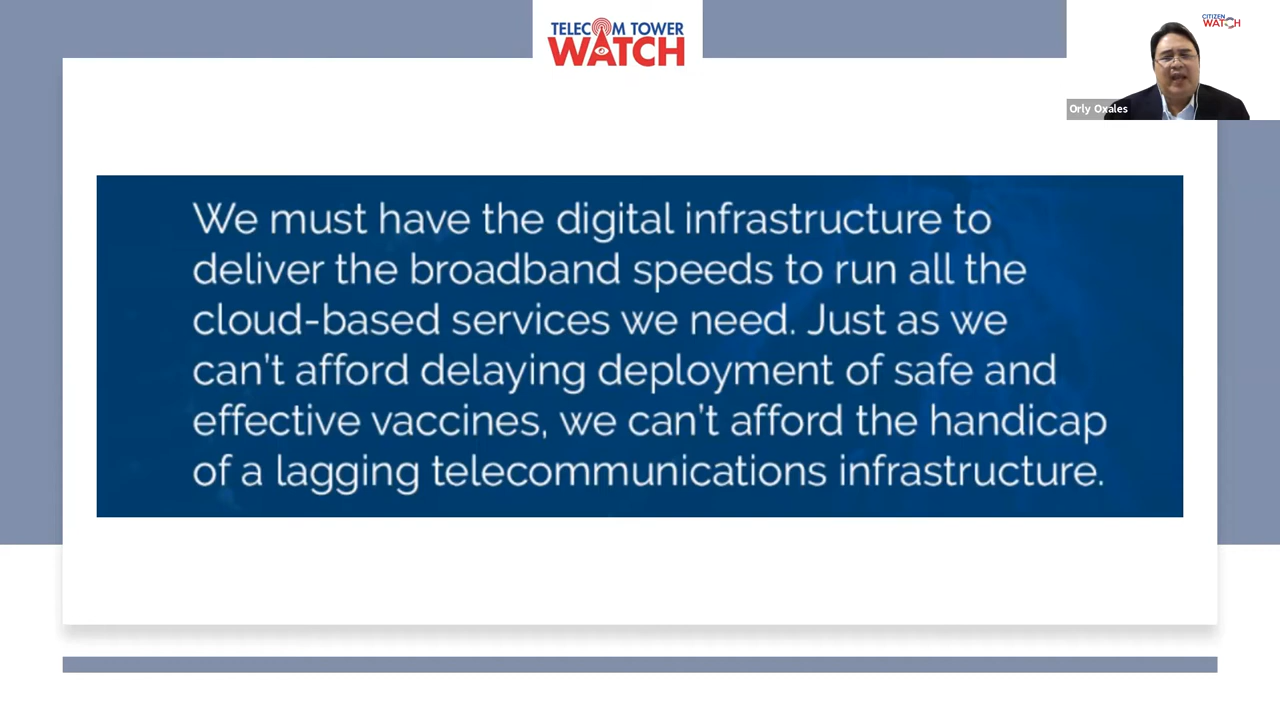 TELECOM TOWER
WATCH
CITIZEN
WATCH
Orly Oxales
We must have the digital infrastructure to
deliver the broadband speeds to run all the
cloud-based services we need. Just as we
can't afford delaying deployment of safe and
effective vaccines, we can't afford the handicap
of a lagging telecommunications infrastructure.